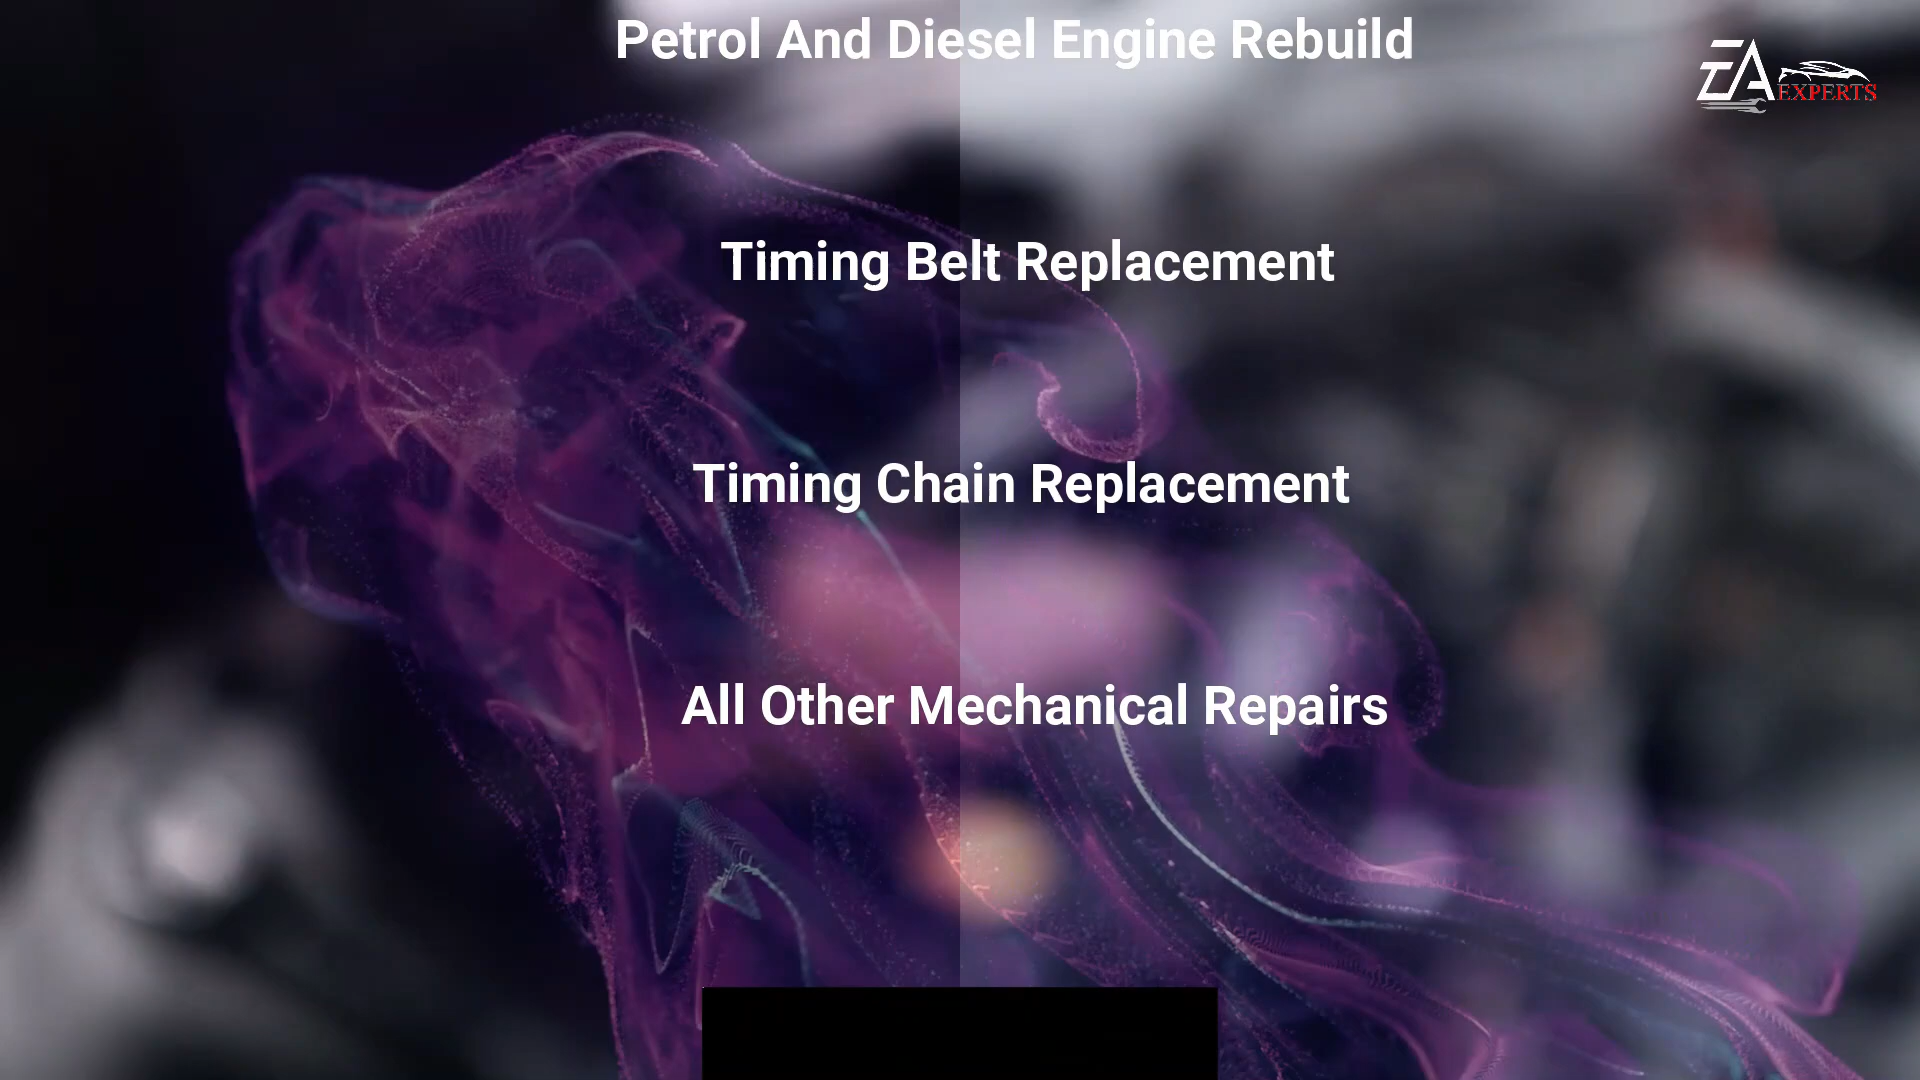 Petrol And Diesel Engine Rebuild
EA EXPERTS
Timing Belt Replacement
Timing Chain Replacement
All Other Mechanical Repairs